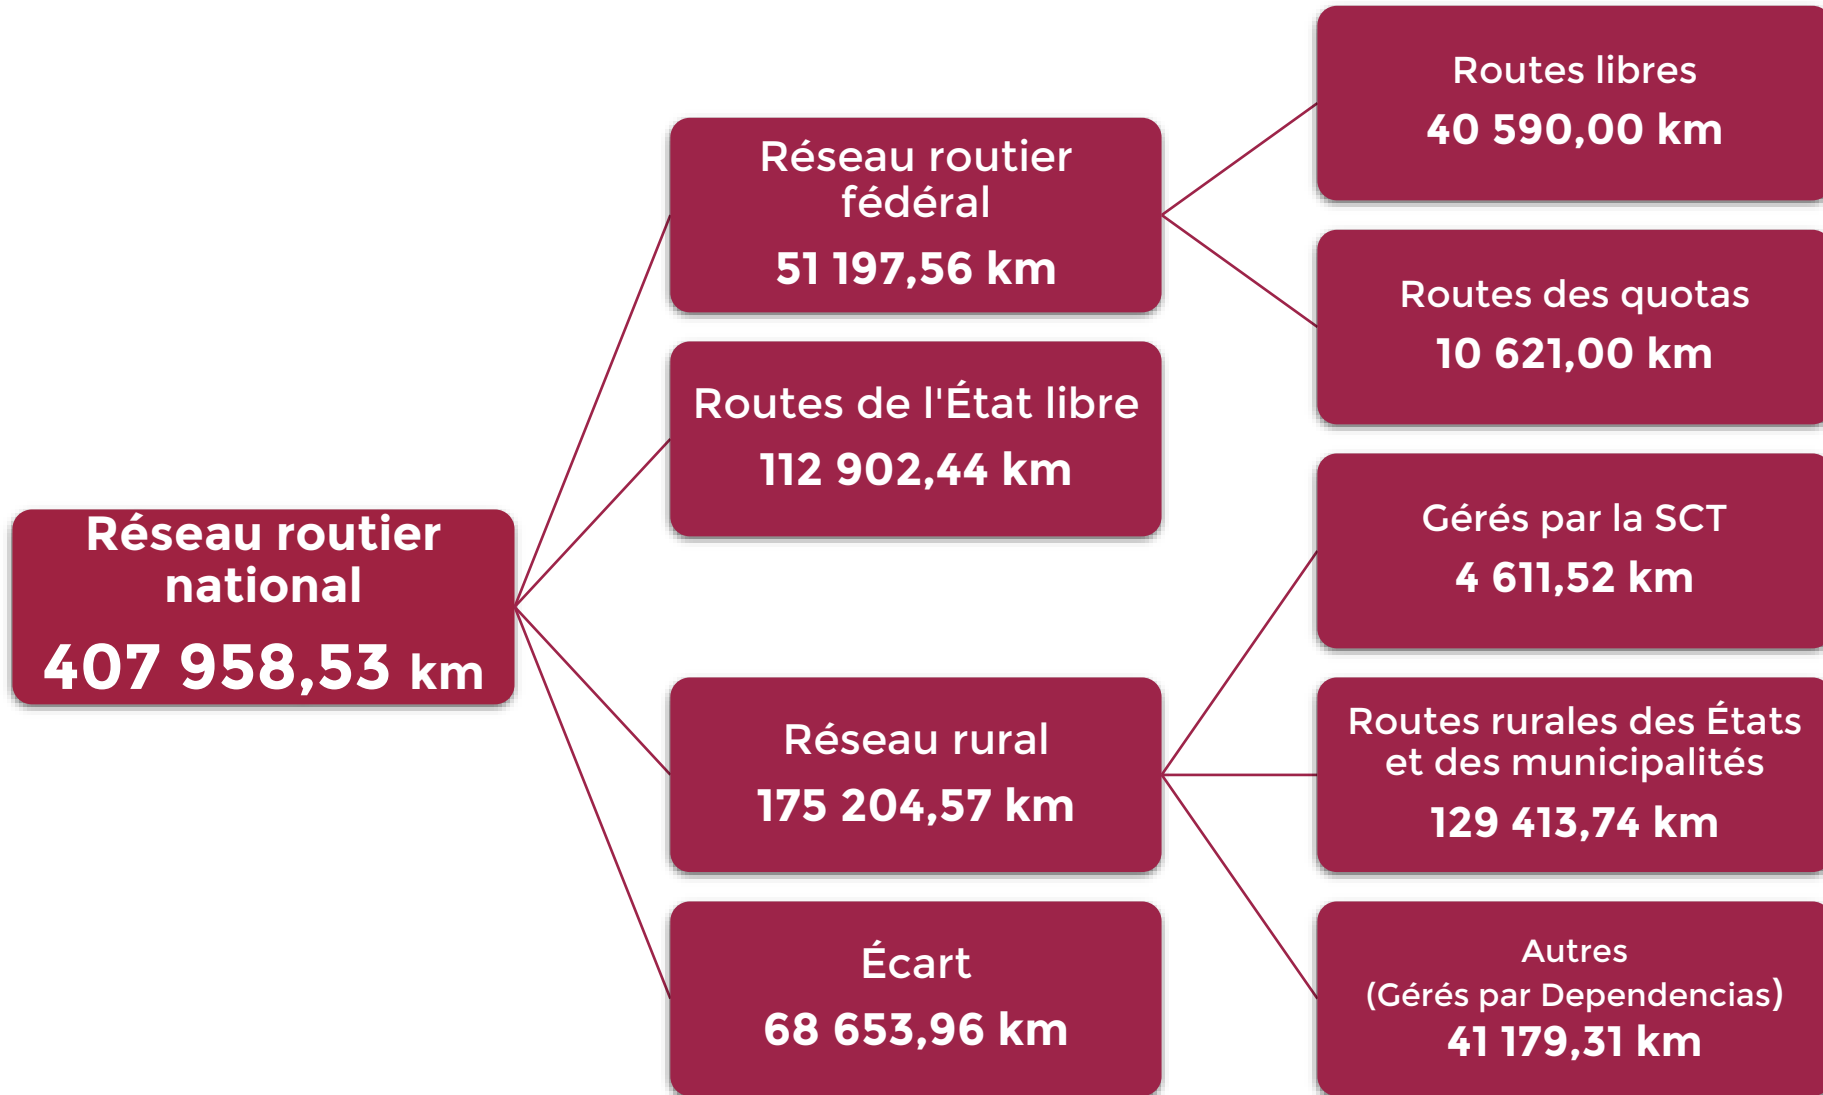 Réseau routier
national
407 958,53 km
Réseau routier
fédéral
51 197,56 km
Routes de l'État libre
112 902,44 km
Réseau rural
175 204,57 km
Écart
68 653,96 km
Routes libres
40 590,00 km
Routes des quotas
10 621,00 km
Gérés par la SCT
4 611,52 km
Routes rurales des États
et des municipalités
129 413,74 km
Autres
(Gérés par Dependencias)
41 179,31 km